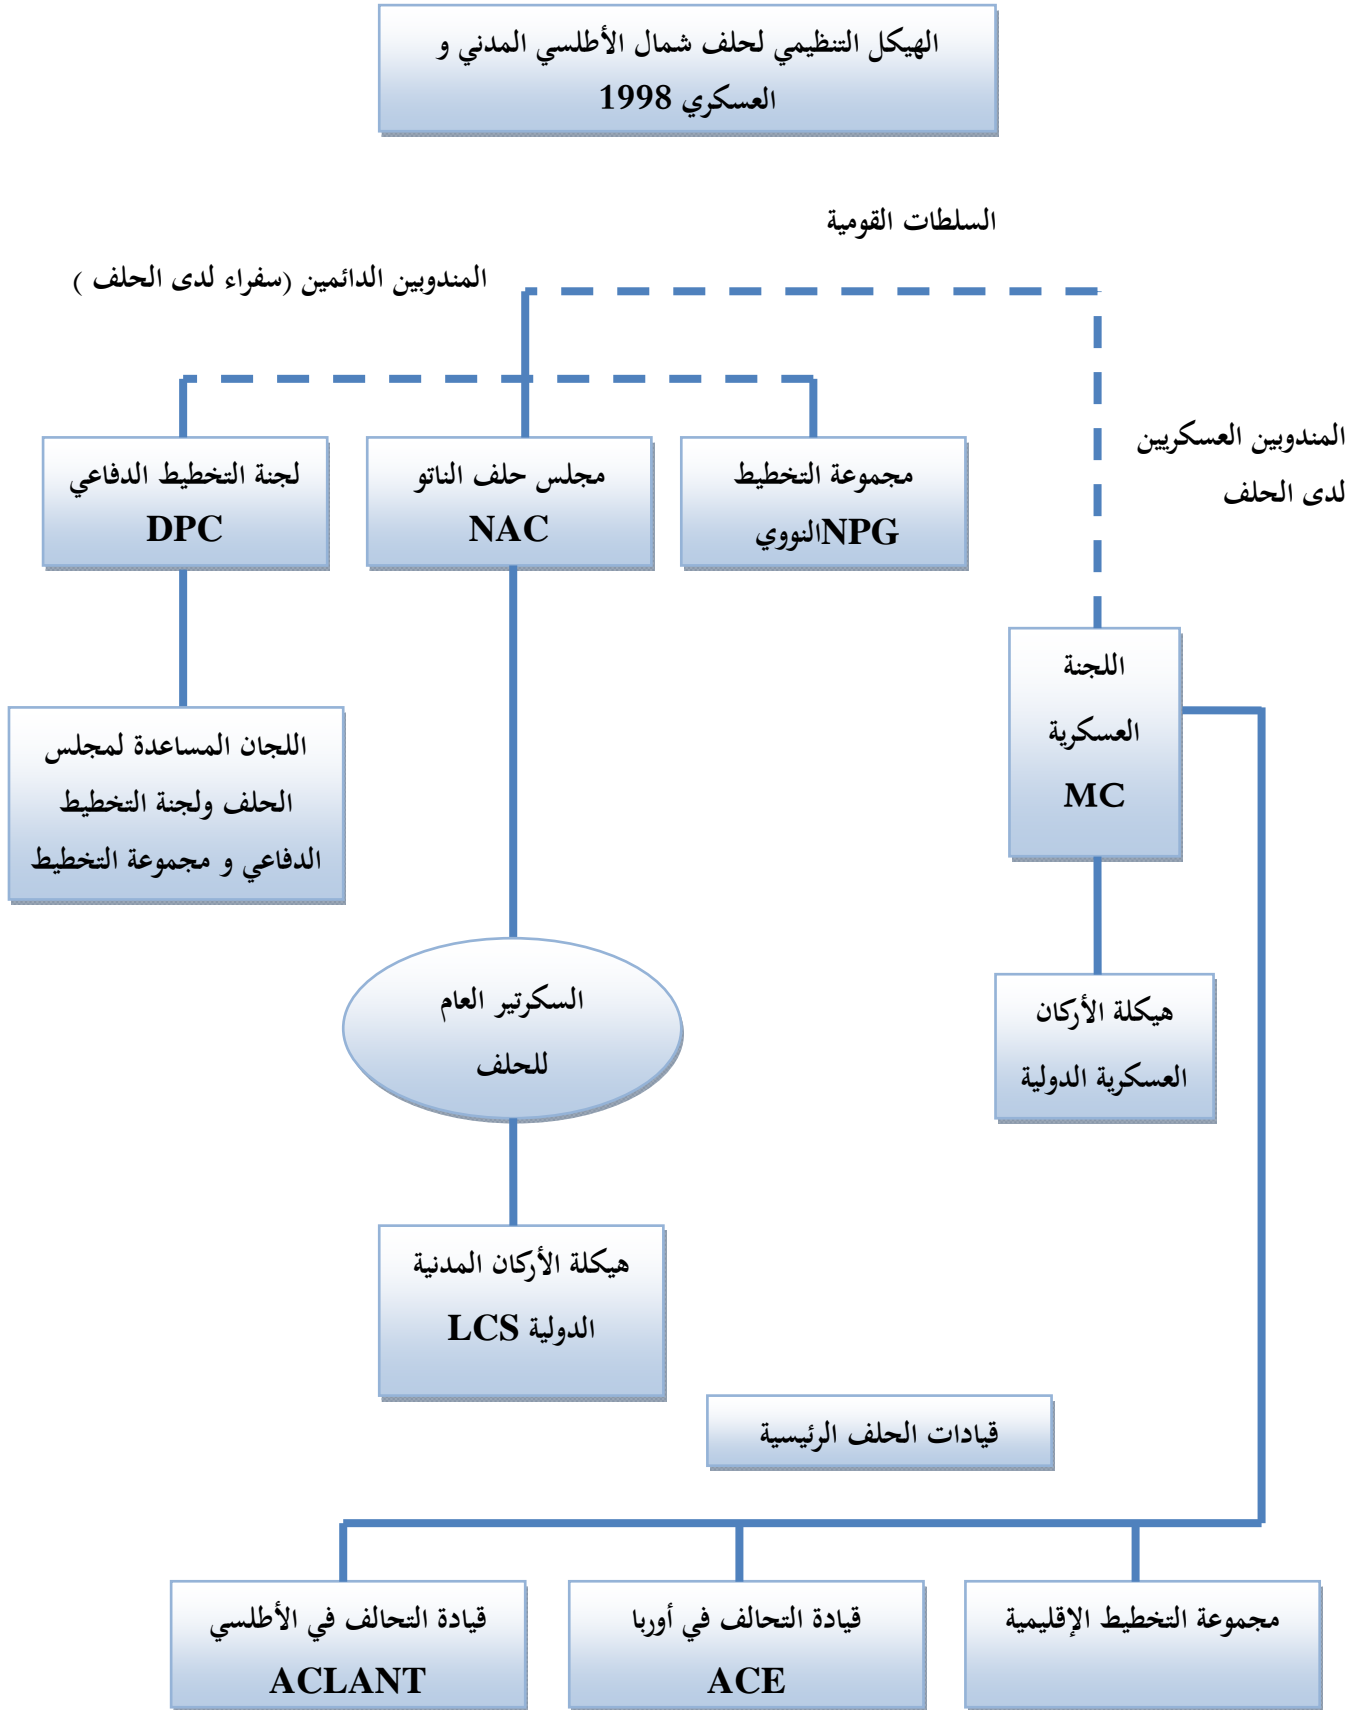 الهيكل التنظيمي لحلف شمال الأطلسي المدني و
العسكري 1998
السلطات القومية
المندوبين الدائمين (سفراء لدى الحلف )
المندوبين العسكريين
لدى الحلف
مجموعة التخطيط
النووي NPG
مجلس حلف الناتو
NAC
لجنة التخطيط الدفاعي
DPC
اللجنة
العسكرية
MC
اللجان المساعدة لمجلس
الحلف ولجنة التخطيط
الدفاعي و مجموعة التخطيط
السكرتير العام
للحلف
هيكلة الأركان
العسكرية الدولية
هيكلة الأركان المدنية
الدولية LCS
قيادات الحلف الرئيسية
مجموعة التخطيط الإقليمية
قيادة التحالف في أوربا
ACE
قيادة التحالف في الأطلسي
ACLANT